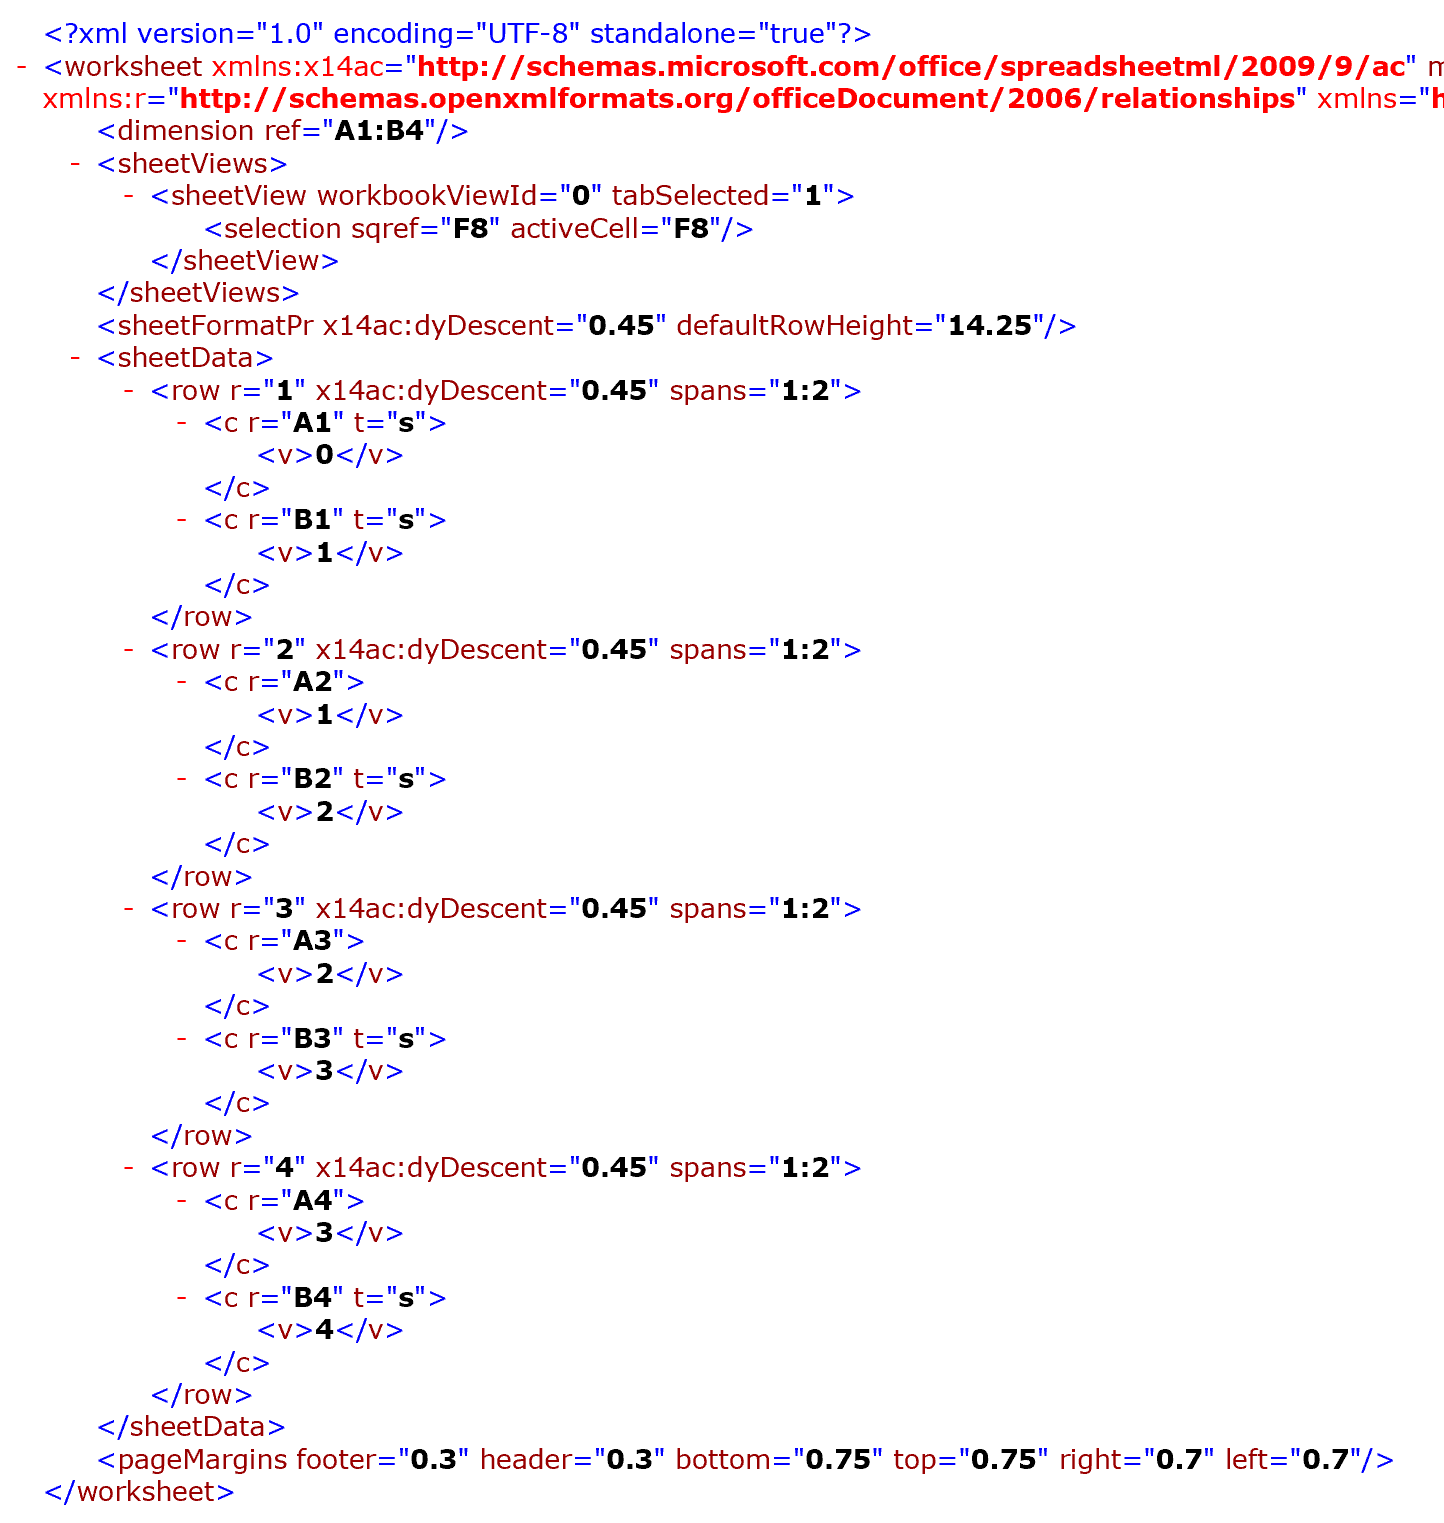 <?xml version="1.0" encoding="UTF-8" standalone="true"?>
- <worksheet xmlns:x14ac="http://schemas.microsoft.com/office/spreadsheetml/2009/9/ac"
xmlns:r="http://schemas.openxmlformats.org/officeDocument/2006/relationships" xmlns="h
<dimension ref="A1:B4"/>
- <sheetViews>
- <sheetView workbookViewId="0" tabSelected="1">
<selection sqref="F8" activeCell="F8"/>
</sheetView>
</sheetViews>
<sheetFormatPr x14ac:dyDescent="0.45" defaultRowHeight="14.25"/>
- <sheetData>
- <row r="1" x14ac:dyDescent="0.45" spans="1:2">
- <c r="A1" t="s">
<v>0</v>
</c>
- <c r="B1" t="s">
<v>1</v>
</c>
</row>
- <row r="2" x14ac:dyDescent="0.45" spans="1:2">
- <c r="A2">
<v>1</v>
</c>
- <c r="B2" t="s">
<v>2</v>
</c>
</row>
- <row r="3" x14ac:dyDescent="0.45" spans="1:2">
- <c r="A3">
<v>2</v>
</c>
- <c r="B3" t="s">
<v>3</v>
</c>
</row>
- <row r="4" x14ac:dyDescent="0.45" spans="1:2">
- <c r="A4">
<v>3</v>
</c>
- <c r="B4" t="s">
<v>4</v>
</c>
</row>
</sheetData>
<pageMargins footer="0.3" header="0.3" bottom="0.75" top="0.75" right="0.7" left="0.7"/>
</worksheet>